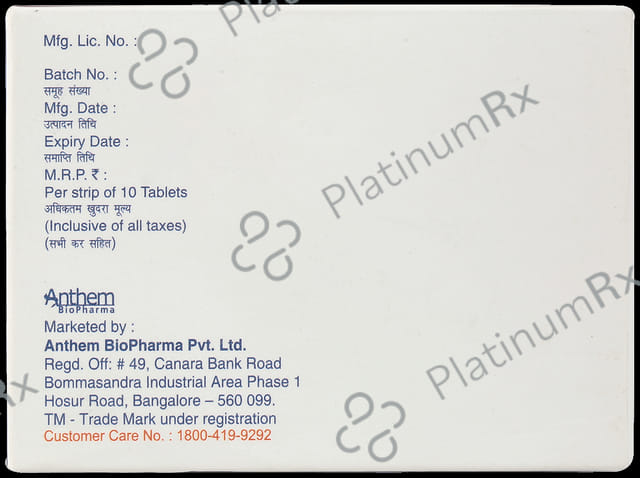 Mfg. Lic. No. :
Batch No. :
समूह संख्या
Mfg. Date :
उत्पादन तिथि
Expiry Date :
समाप्ति तिथि
M.R.P. ₹ :
Per strip of 10 Tablets
अधिकतम खुदरा मूल्य
(Inclusive of all taxes)
(सभी कर सहित)
Anthem
BioPharma
Marketed by :
Anthem BioPharma Pvt. Ltd.
Regd. Off: # 49, Canara Bank Road
Bommasandra Industrial Area Phase 1
Hosur Road, Bangalore – 560 099.
TM - Trade Mark under registration
Customer Care No. : 1800-419-9292
PlatinumRx
PlatinumRx